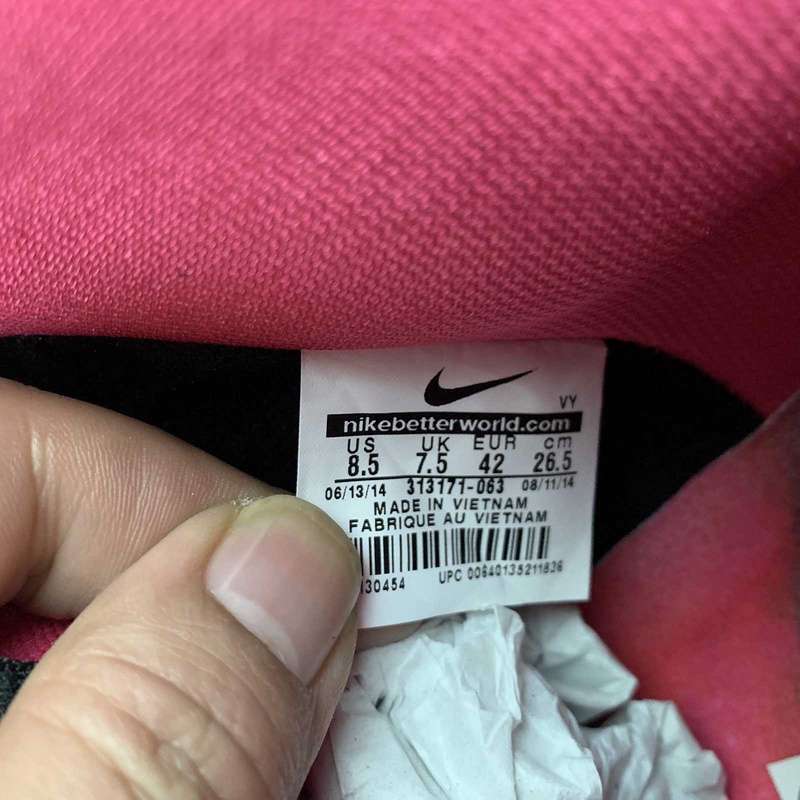 VY
nikebetterworld.com
US UK EUR cm
8.5 7.5 42 26.5
06/13/14 313171-063 08/11/14
MADE IN VIETNAM
FABRIQUE AU VIETNAM
UPC 00640135211836